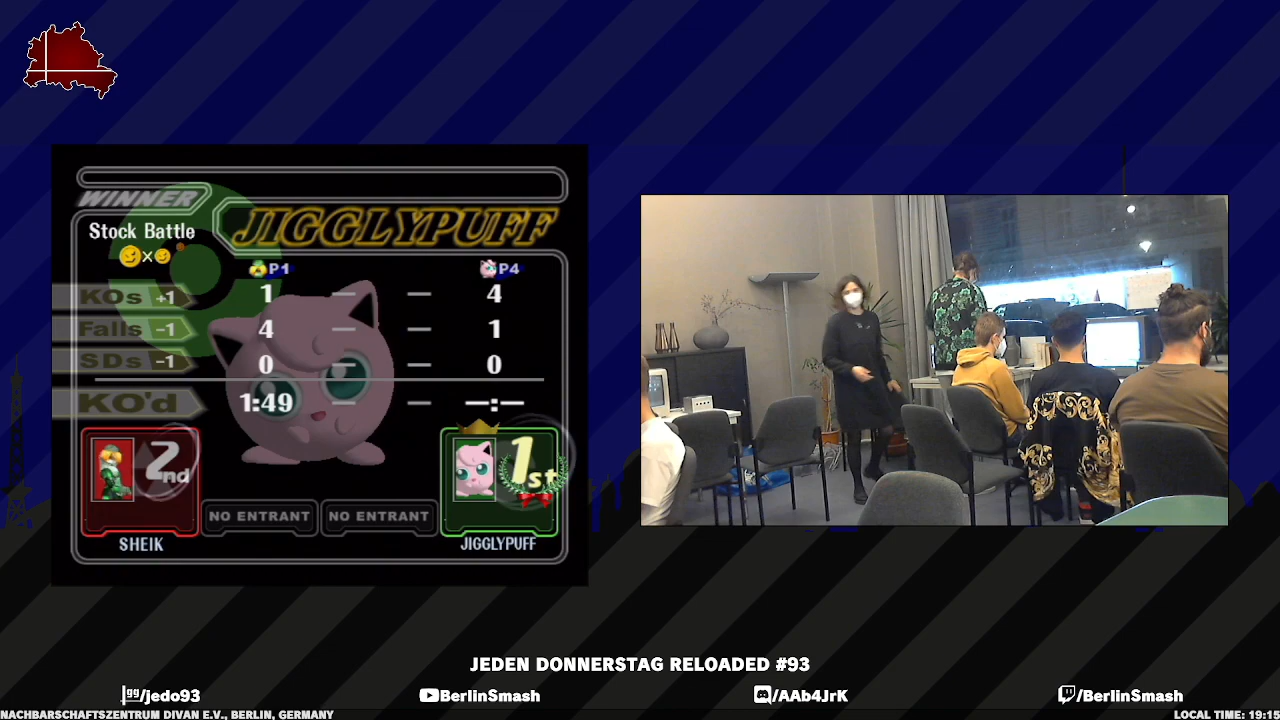 WINNER
JIGGLYPUFF
Stock Battle
×
P1
P4
KOs +1
1
—
—
4
Falls -1
4
—
—
1
SDs -1
0
—
—
0
KO'd
1:49
—
—
—:—
2nd
NO ENTRANT
NO ENTRANT
1st
SHEIK
JIGGLYPUFF
JEDEN DONNERSTAG RELOADED #93
gg/jedo93
BerlinSmash
/AAb4JrK
/BerlinSmash
NACHBARSCHAFTSZENTRUM DIVAN E.V., BERLIN, GERMANY
LOCAL TIME: 19:15